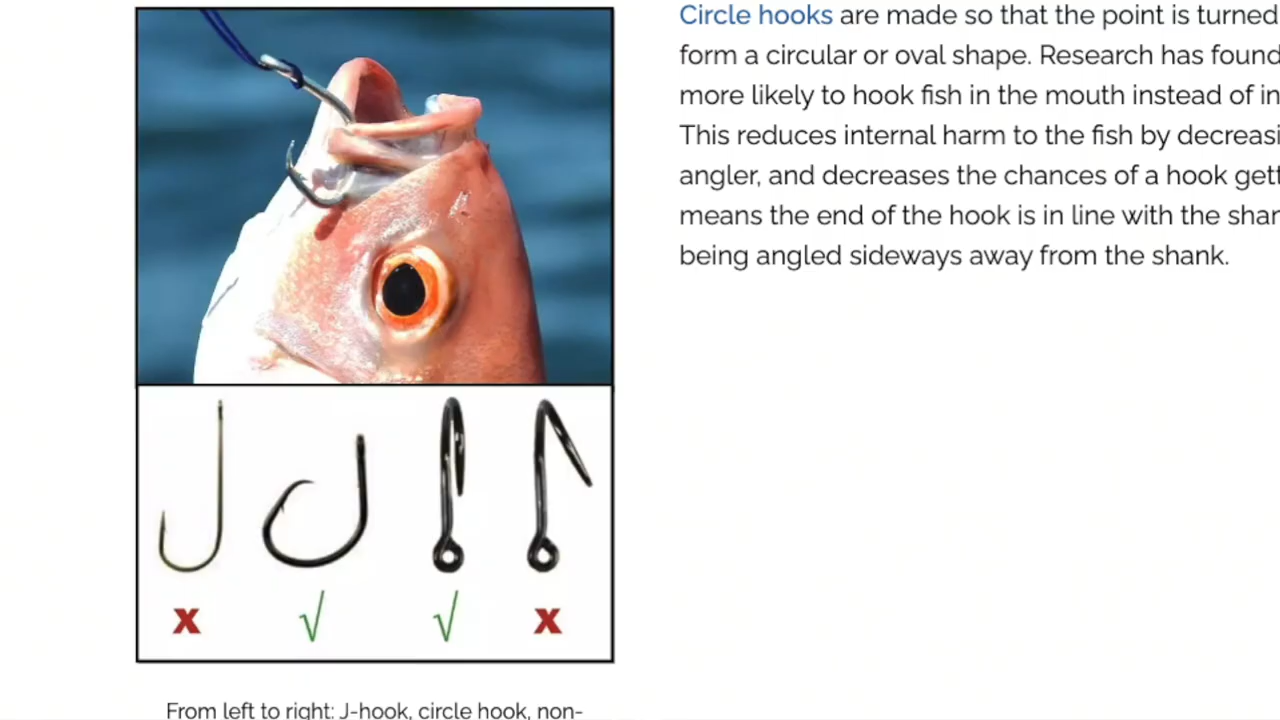 Circle hooks are made so that the point is turned
form a circular or oval shape. Research has found
more likely to hook fish in the mouth instead of in
This reduces internal harm to the fish by decreasi
angler, and decreases the chances of a hook gett
means the end of the hook is in line with the shan
being angled sideways away from the shank.
X √ √ X
From left to right: J-hook, circle hook, non-